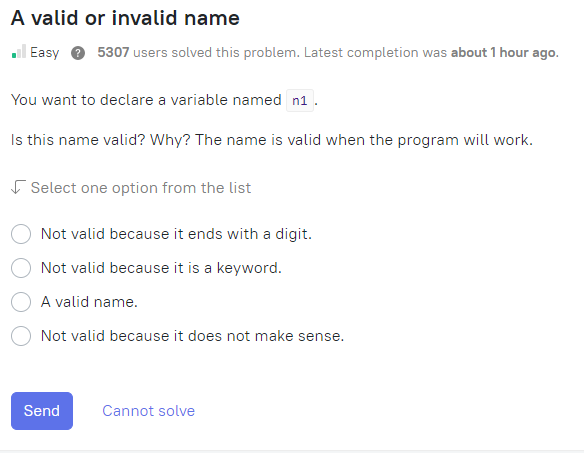 A valid or invalid name
Easy ? 5307 users solved this problem. Latest completion was about 1 hour ago.
You want to declare a variable named n1 .
Is this name valid? Why? The name is valid when the program will work.
Select one option from the list
Not valid because it ends with a digit.
Not valid because it is a keyword.
A valid name.
Not valid because it does not make sense.
Send Cannot solve